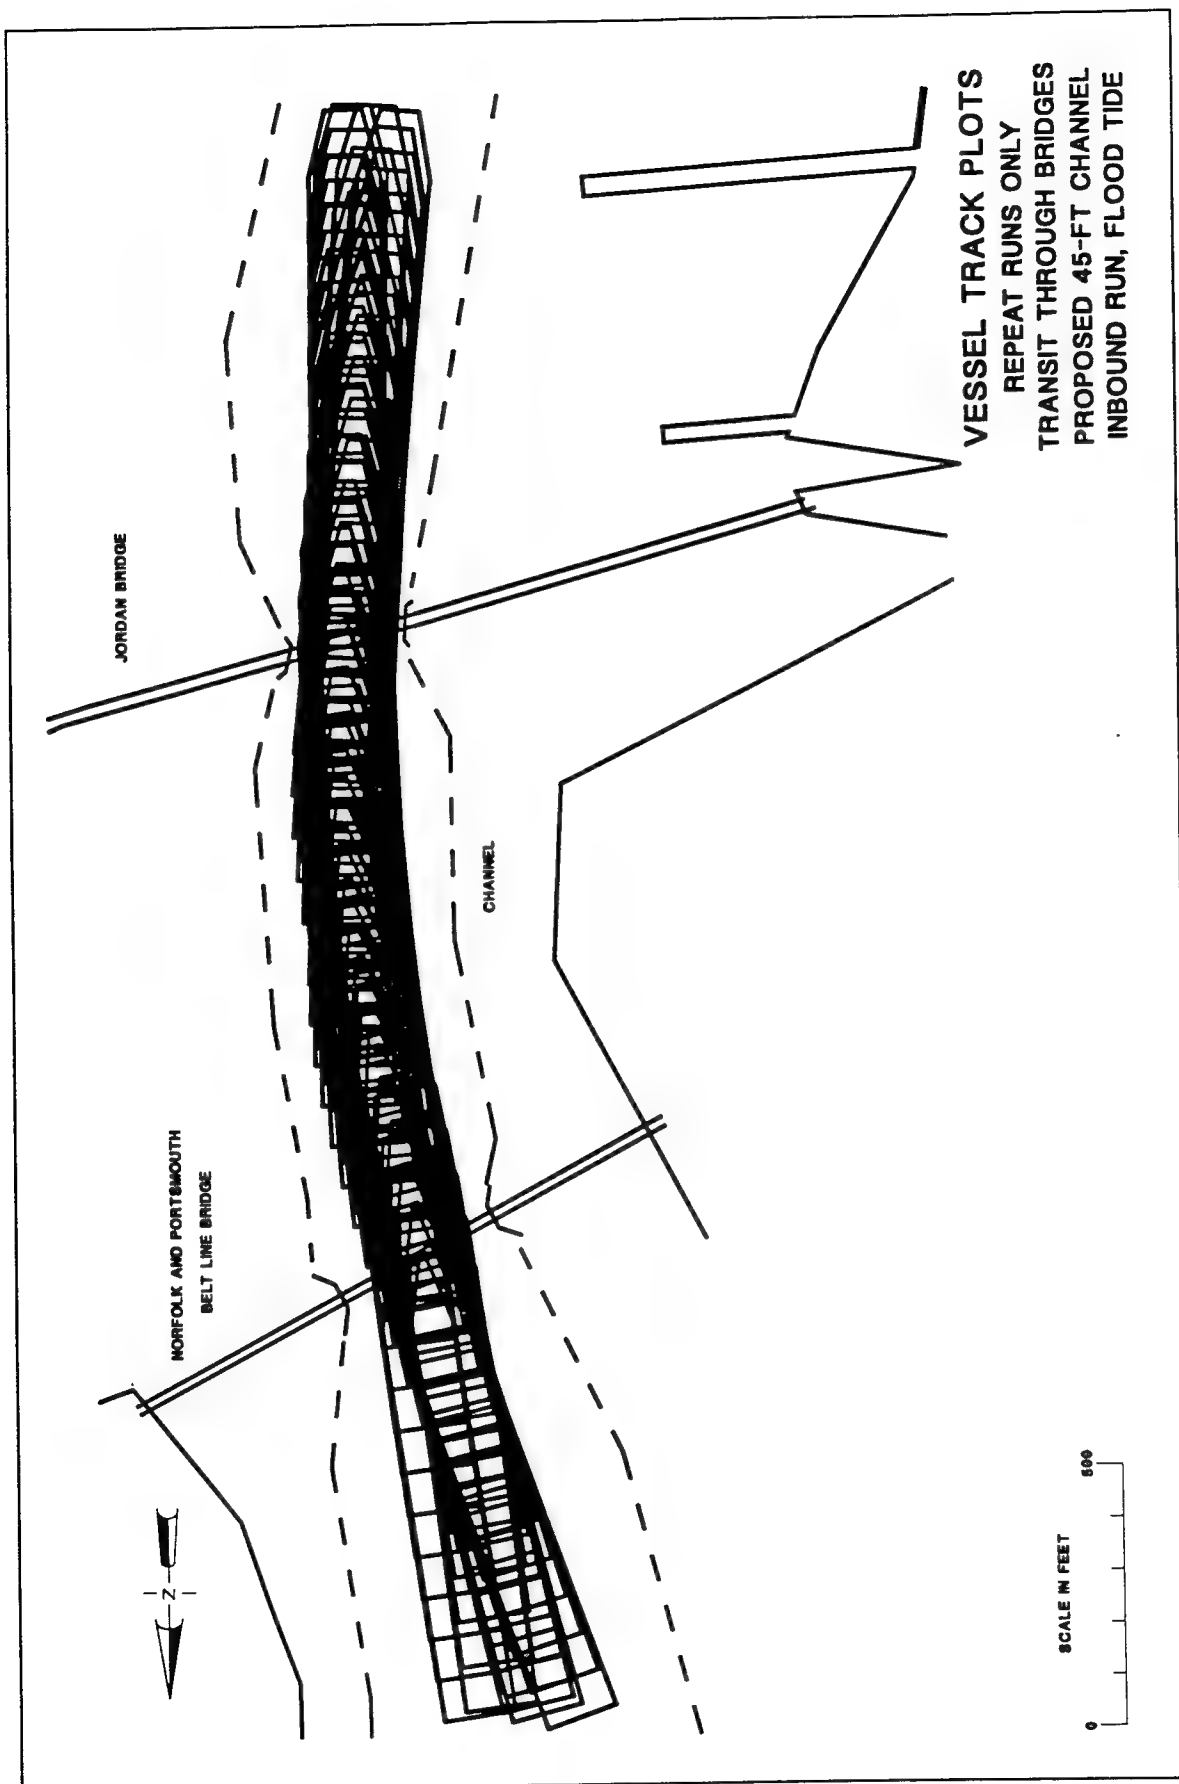 JORDAN BRIDGE
NORFOLK AND PORTSMOUTH
BELT LINE BRIDGE
CHANNEL
N
SCALE IN FEET
0
500
VESSEL TRACK PLOTS
REPEAT RUNS ONLY
TRANSIT THROUGH BRIDGES
PROPOSED 45-FT CHANNEL
INBOUND RUN, FLOOD TIDE